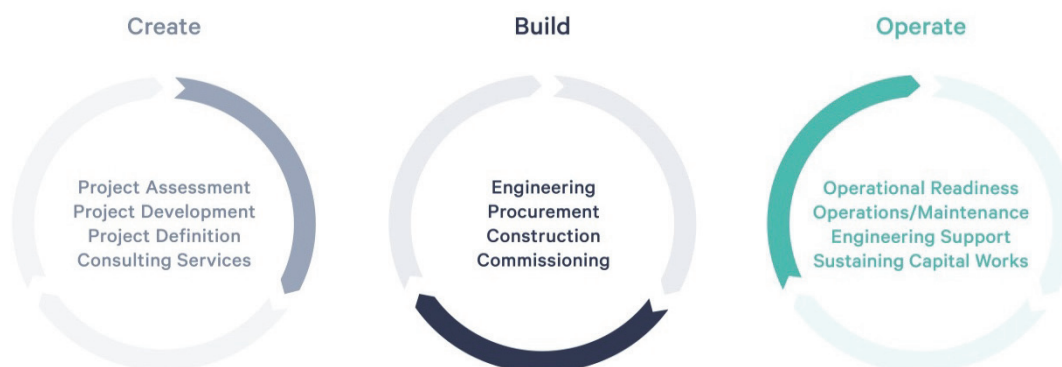 Create
Project Assessment
Project Development
Project Definition
Consulting Services
Build
Engineering
Procurement
Construction
Commissioning
Operate
Operational Readiness
Operations/Maintenance
Engineering Support
Sustaining Capital Works